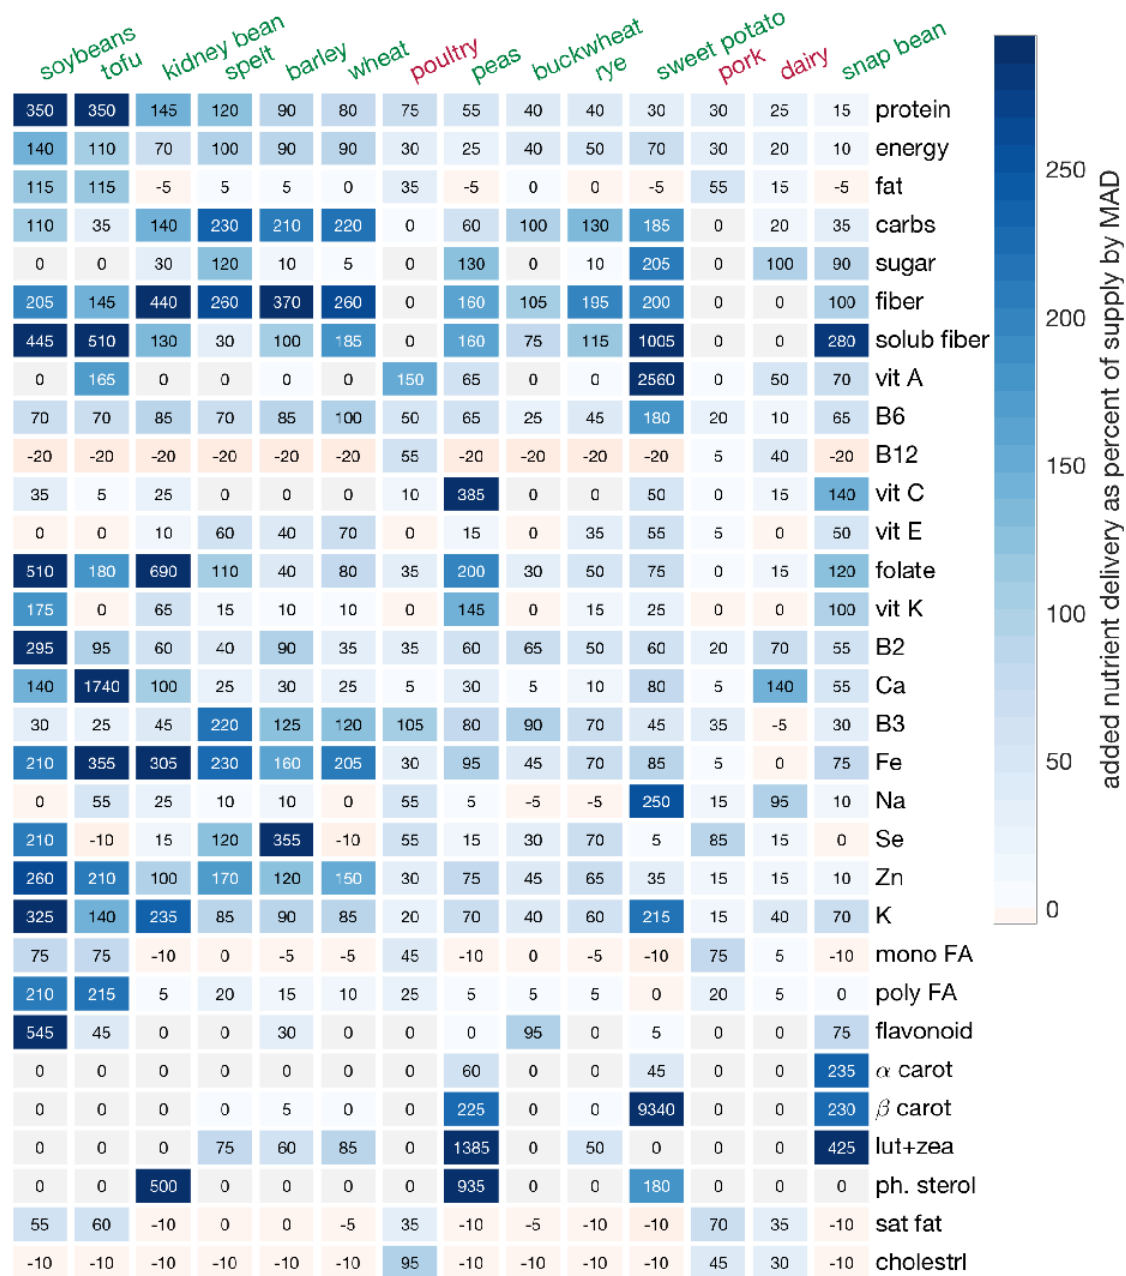 soybeans tofu kidney bean spelt barley wheat poultry peas buckwheat rye sweet potato pork dairy snap bean
350 350 145 120 90 80 75 55 40 40 30 30 25 15 protein
140 110 70 100 90 90 30 25 40 50 70 30 20 10 energy
115 115 -5 5 5 0 35 -5 0 0 -5 55 15 -5 fat
110 35 140 230 210 220 0 60 100 130 185 0 20 35 carbs
0 0 30 120 10 5 0 130 0 10 205 0 100 90 sugar
205 145 440 260 370 260 0 160 105 195 200 0 0 100 fiber
445 510 130 30 100 185 0 160 75 115 1005 0 0 280 solub fiber
0 165 0 0 0 0 150 65 0 0 2560 0 50 70 vit A
70 70 85 70 85 100 50 65 25 45 180 20 10 65 B6
-20 -20 -20 -20 -20 -20 55 -20 -20 -20 -20 5 40 -20 B12
35 5 25 0 0 0 10 385 0 0 50 0 15 140 vit C
0 0 10 60 40 70 0 15 0 35 55 5 0 50 vit E
510 180 690 110 40 80 35 200 30 50 75 0 15 120 folate
175 0 65 15 10 10 0 145 0 15 25 0 0 100 vit K
295 95 60 40 90 35 35 60 65 50 60 20 70 55 B2
140 1740 100 25 30 25 5 30 5 10 80 5 140 55 Ca
30 25 45 220 125 120 105 80 90 70 45 35 -5 30 B3
210 355 305 230 160 205 30 95 45 70 85 5 0 75 Fe
0 55 25 10 10 0 55 5 -5 -5 250 15 95 10 Na
210 -10 15 120 355 -10 55 15 30 70 5 85 15 0 Se
260 210 100 170 120 150 30 75 45 65 35 15 15 10 Zn
325 140 235 85 90 85 20 70 40 60 215 15 40 70 K
75 75 -10 0 -5 -5 45 -10 0 -5 -10 75 5 -10 mono FA
210 215 5 20 15 10 25 5 5 5 0 20 5 0 poly FA
545 45 0 0 30 0 0 0 95 0 5 0 0 75 flavonoid
0 0 0 0 0 0 0 60 0 0 45 0 0 235 α carot
0 0 0 0 5 0 0 225 0 0 9340 0 0 230 β carot
0 0 0 75 60 85 0 1385 0 50 0 0 0 425 lut+zea
0 0 500 0 0 0 0 935 0 0 180 0 0 0 ph. sterol
55 60 -10 0 0 -5 35 -10 -5 -10 -10 70 35 -10 sat fat
-10 -10 -10 -10 -10 -10 95 -10 -10 -10 -10 45 30 -10 cholestrl
250
200
150
100
50
0
added nutrient delivery as percent of supply by MAD